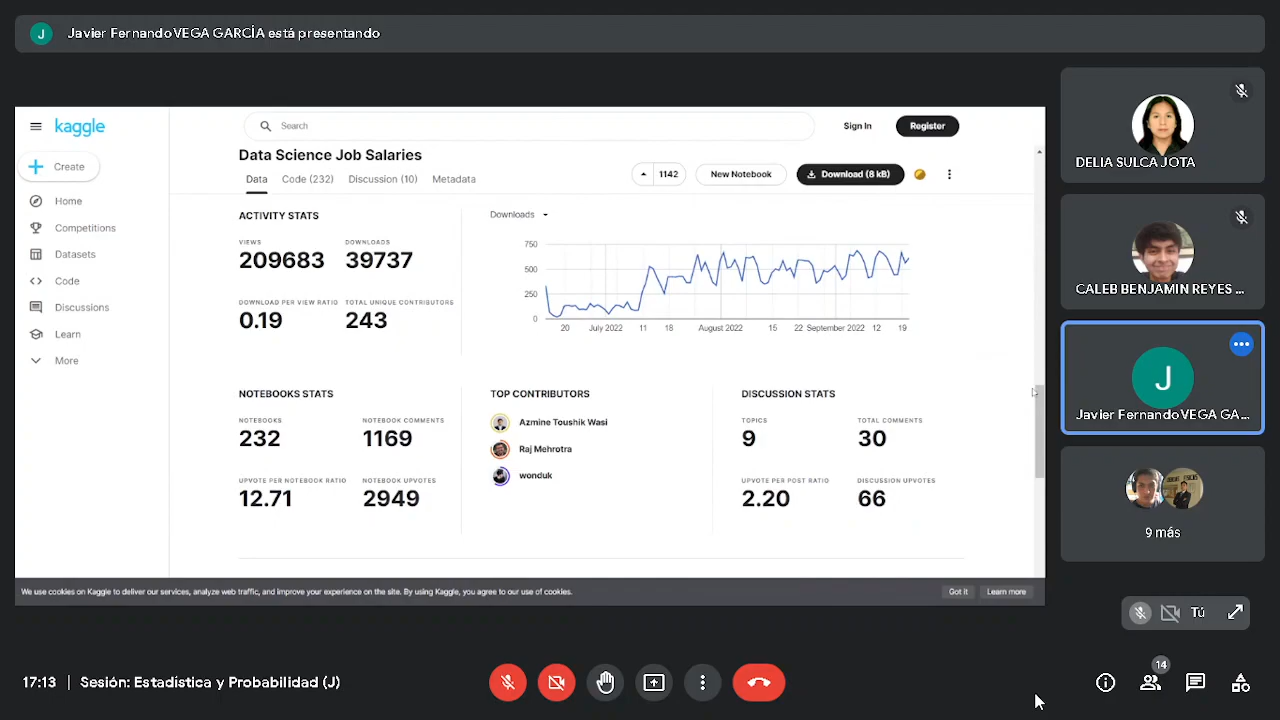 J Javier FernandoVEGA GARCÍA está presentando
kaggle
Search
Sign In
Register
Create
Home
Competitions
Datasets
Code
Discussions
Learn
More
Data Science Job Salaries
1142
New Notebook
Download (8 kB)
Data Code (232) Discussion (10) Metadata
ACTIVITY STATS
VIEWS DOWNLOADS
209683 39737
DOWNLOAD PER VIEW RATIO TOTAL UNIQUE CONTRIBUTORS
0.19 243
Downloads
750
500
250
0
20 July 2022 11 18 August 2022 15 22 September 2022 12 19
NOTEBOOKS STATS
NOTEBOOKS NOTEBOOK COMMENTS
232 1169
UPVOTE PER NOTEBOOK RATIO NOTEBOOK UPVOTES
12.71 2949
TOP CONTRIBUTORS
Azmine Toushik Wasi
Raj Mehrotra
wonduk
DISCUSSION STATS
TOPICS TOTAL COMMENTS
9 30
UPVOTE PER POST RATIO DISCUSSION UPVOTES
2.20 66
We use cookies on Kaggle to deliver our services, analyze web traffic, and improve your experience on the site. By using Kaggle, you agree to our use of cookies.
Got it
Learn more
DELIA SULCA JOTA
CALEB BENJAMIN REYES ...
J
Javier FernandoVEGA GA...
9 más
Tú
17:13 | Sesión: Estadística y Probabilidad (J)
14